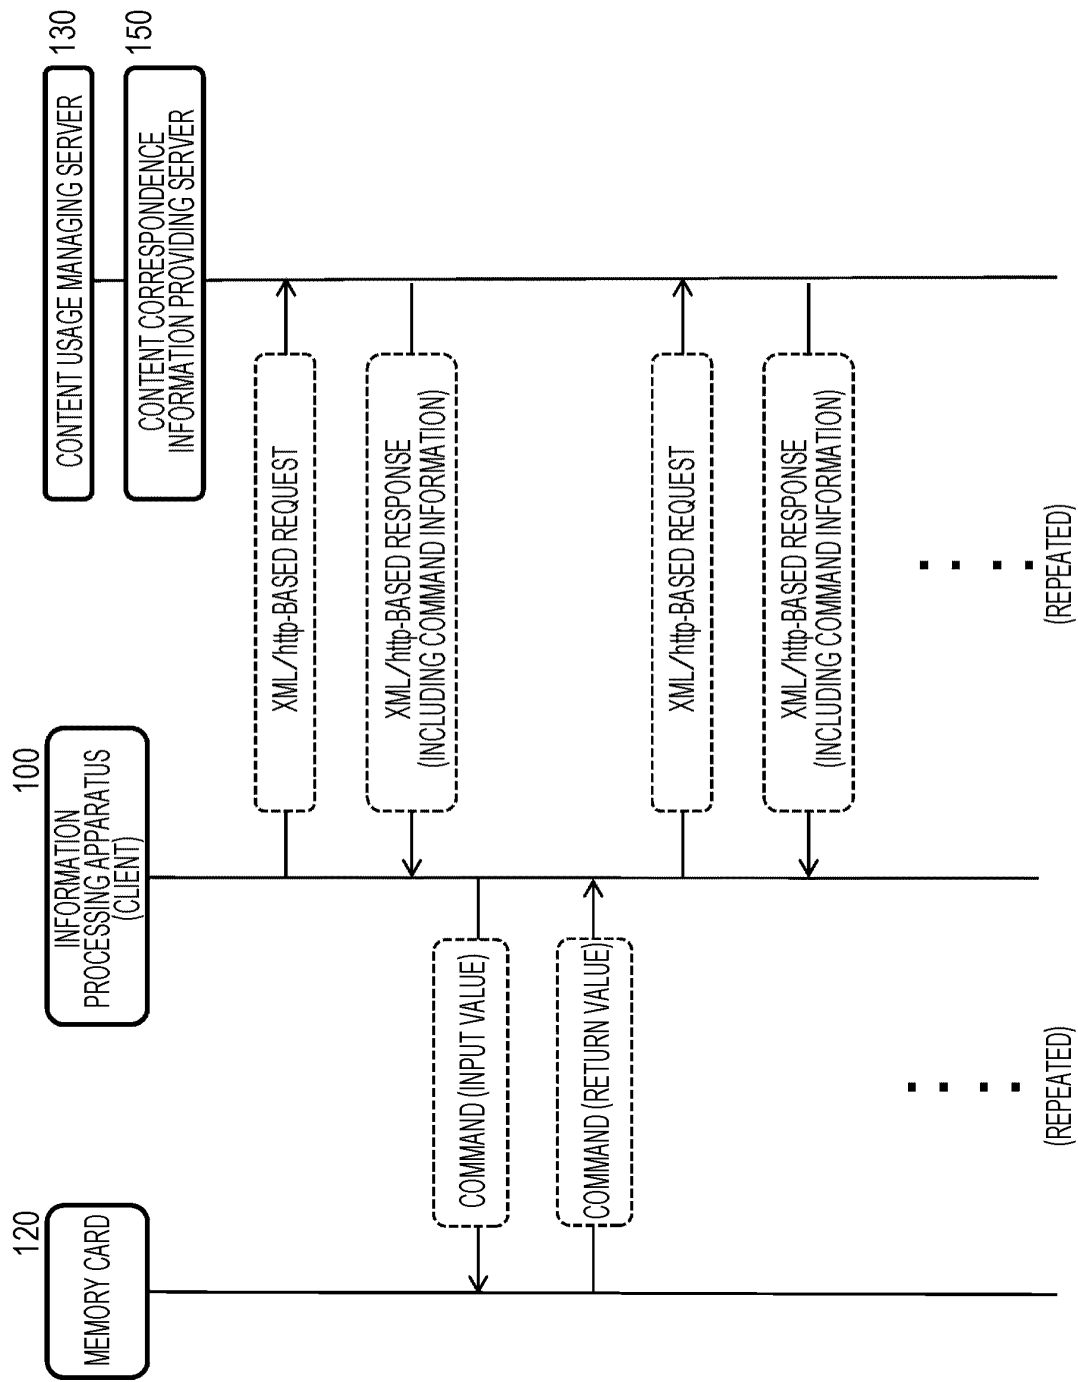 120
MEMORY CARD
100
INFORMATION
PROCESSING APPARATUS
(CLIENT)
130
CONTENT USAGE MANAGING SERVER
150
CONTENT CORRESPONDENCE
INFORMATION PROVIDING SERVER
XML/http-BASED REQUEST
XML/http-BASED RESPONSE
(INCLUDING COMMAND INFORMATION)
COMMAND (INPUT VALUE)
COMMAND (RETURN VALUE)
XML/http-BASED REQUEST
XML/http-BASED RESPONSE
(INCLUDING COMMAND INFORMATION)
(REPEATED)
(REPEATED)